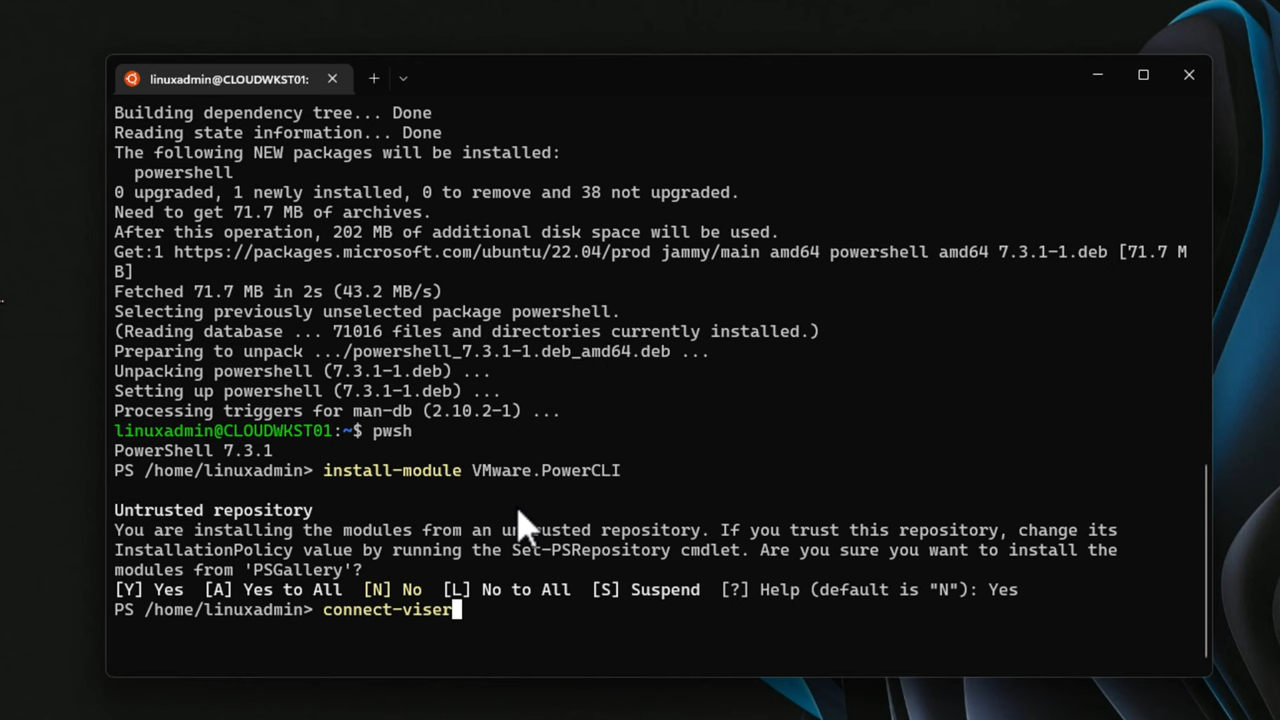 linuxadmin@CLOUDWKST01:
Building dependency tree... Done
Reading state information... Done
The following NEW packages will be installed:
powershell
0 upgraded, 1 newly installed, 0 to remove and 38 not upgraded.
Need to get 71.7 MB of archives.
After this operation, 202 MB of additional disk space will be used.
Get:1 https://packages.microsoft.com/ubuntu/22.04/prod jammy/main amd64 powershell amd64 7.3.1-1.deb [71.7 M
B]
Fetched 71.7 MB in 2s (43.2 MB/s)
Selecting previously unselected package powershell.
(Reading database ... 71016 files and directories currently installed.)
Preparing to unpack .../powershell_7.3.1-1.deb_amd64.deb ...
Unpacking powershell (7.3.1-1.deb) ...
Setting up powershell (7.3.1-1.deb) ...
Processing triggers for man-db (2.10.2-1) ...
linuxadmin@CLOUDWKST01:~$ pwsh
PowerShell 7.3.1
PS /home/linuxadmin> install-module VMware.PowerCLI
Untrusted repository
You are installing the modules from an untrusted repository. If you trust this repository, change its
InstallationPolicy value by running the Set-PSRepository cmdlet. Are you sure you want to install the
modules from 'PSGallery'?
[Y] Yes [A] Yes to All [N] No [L] No to All [S] Suspend [?] Help (default is "N"): Yes
PS /home/linuxadmin> connect-viser